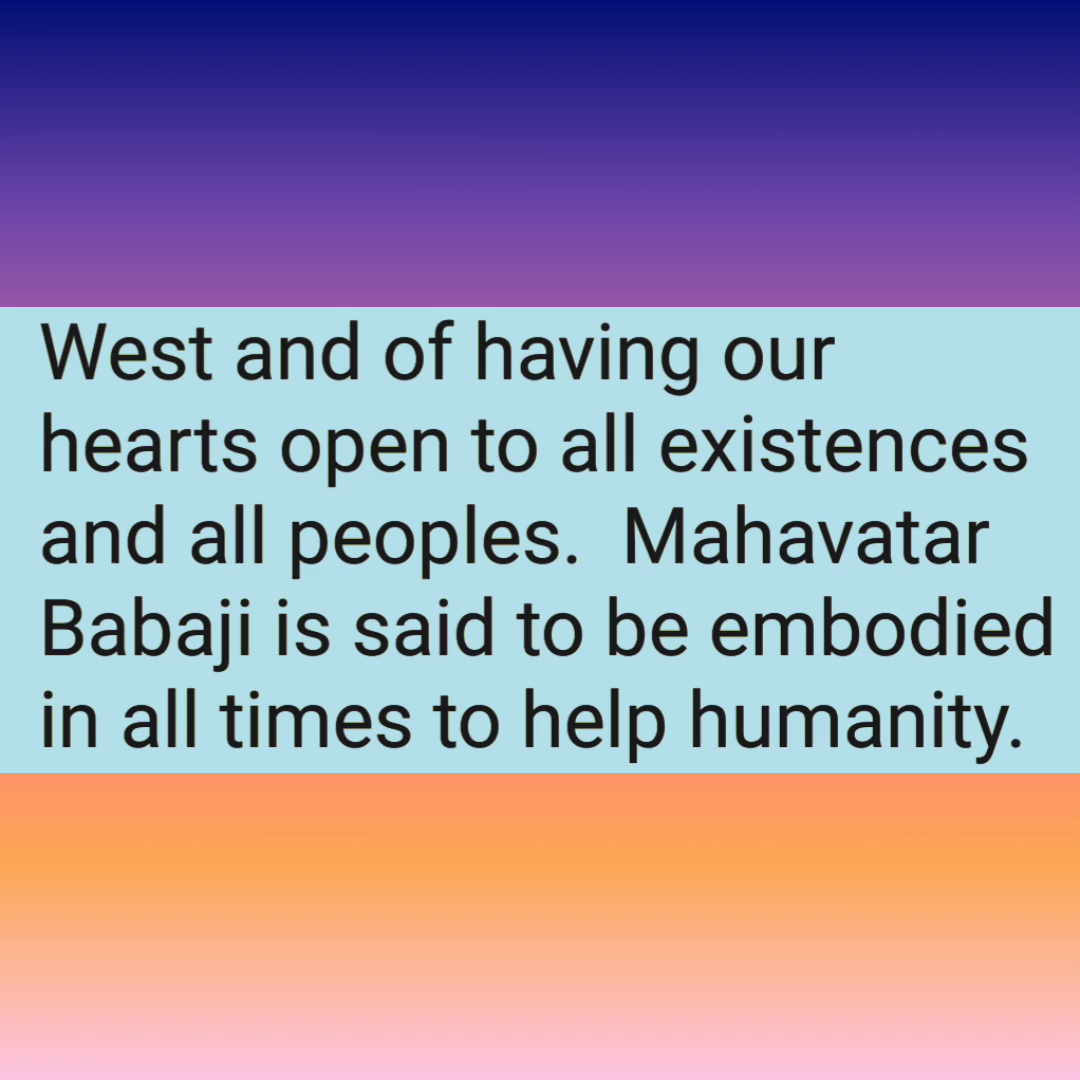 West and of having our
hearts open to all existences
and all peoples.  Mahavatar
Babaji is said to be embodied
in all times to help humanity.